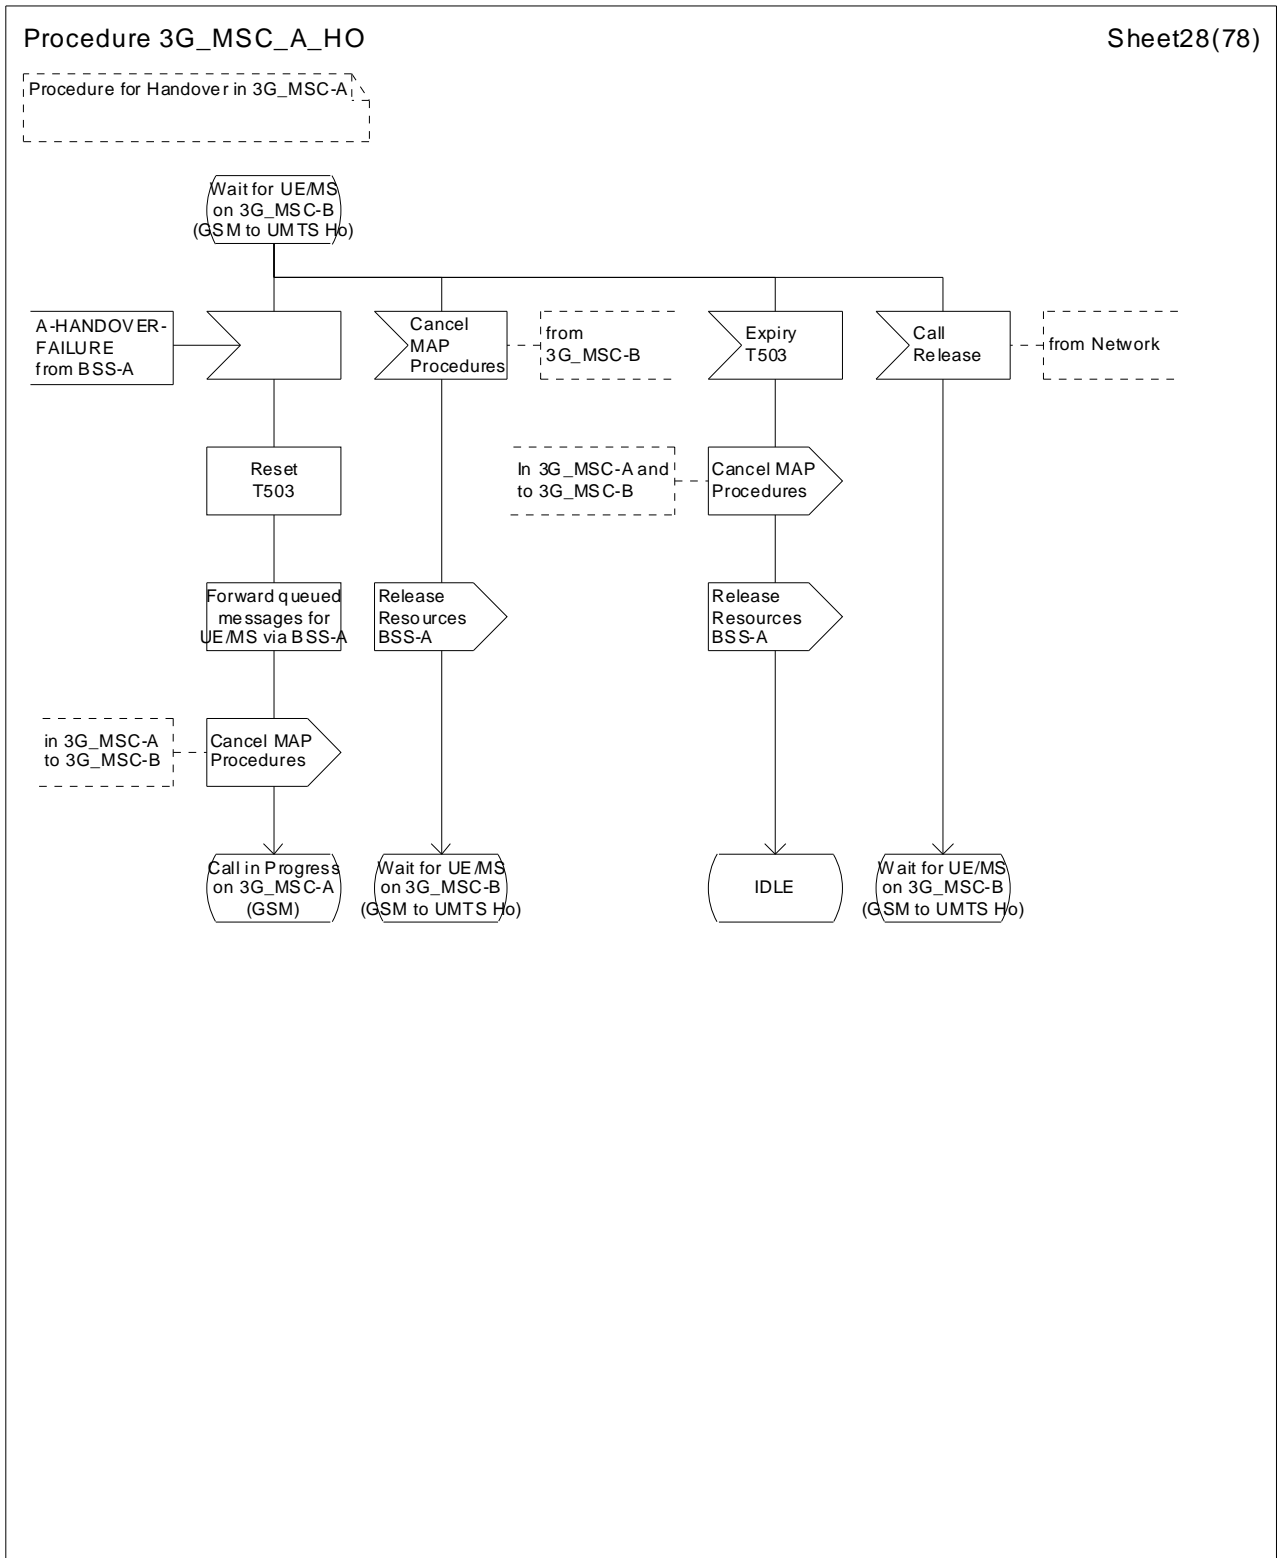 Procedure 3G_MSC_A_HO
Sheet28(78)
Procedure for Handover in 3G_MSC-A
Wait for UE/MS
on 3G_MSC-B
(GSM to UMTS Ho)
A-HANDOVER-
FAILURE
from BSS-A
Cancel
MAP
Procedures
from
3G_MSC-B
Expiry
T503
Call
Release
from Network
Reset
T503
In 3G_MSC-A and
to 3G_MSC-B
Cancel MAP
Procedures
Forward queued
messages for
UE/MS via BSS-A
Release
Resources
BSS-A
Release
Resources
BSS-A
in 3G_MSC-A
to 3G_MSC-B
Cancel MAP
Procedures
Call in Progress
on 3G_MSC-A
(GSM)
Wait for UE/MS
on 3G_MSC-B
(GSM to UMTS Ho)
IDLE
Wait for UE/MS
on 3G_MSC-B
(GSM to UMTS Ho)